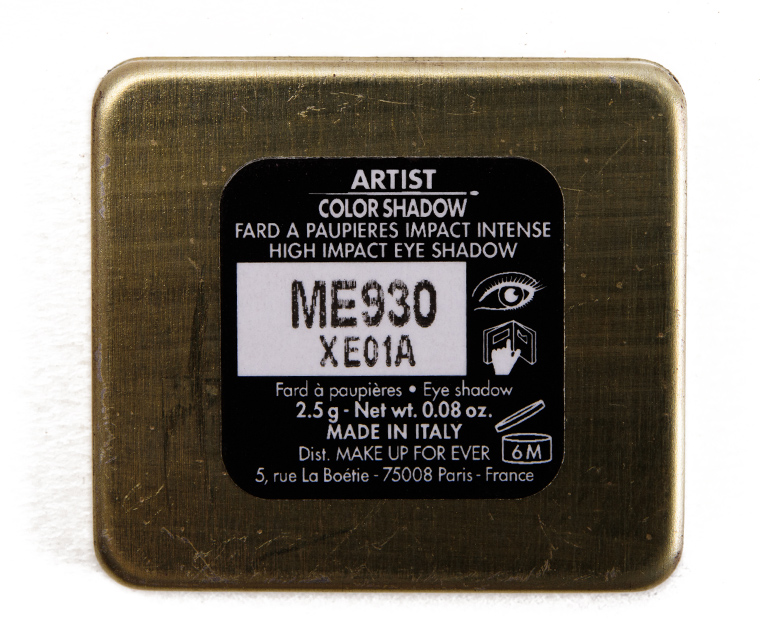 ARTIST
COLOR SHADOW
FARD A PAUPIERES IMPACT INTENSE
HIGH IMPACT EYE SHADOW
ME930
XE01A
Fard à paupières • Eye shadow
2.5 g - Net wt. 0.08 oz.
MADE IN ITALY
Dist. MAKE UP FOR EVER
6M
5, rue La Boétie - 75008 Paris - France